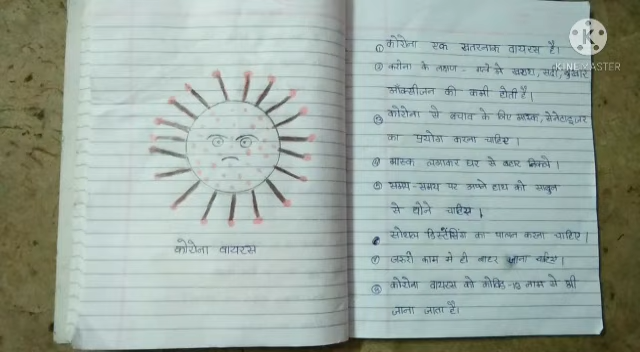 कोरोना वायरस
① कोरोना एक खतरनाक वायरस है।
② कोरोना के लक्षण - गले में खराश, सर्दी, बुखार
ऑक्सीजन की कमी होती है।
③ कोरोना से बचाव के लिए मास्क, सेनेटाइजर
का प्रयोग करना चाहिए।
④ मास्क लगाकर घर से बाहर निकले।
⑤ समय-समय पर अपने हाथ को साबुन
से धोने चाहिए।
सोशल डिस्टेंसिंग का पालन करना चाहिए।
⑦ जरुरी काम में ही बाहर जाना चाहिए।
⑧ कोरोना वायरस को कोविड-19 नाम से भी
जाना जाता है।
KINEMASTER